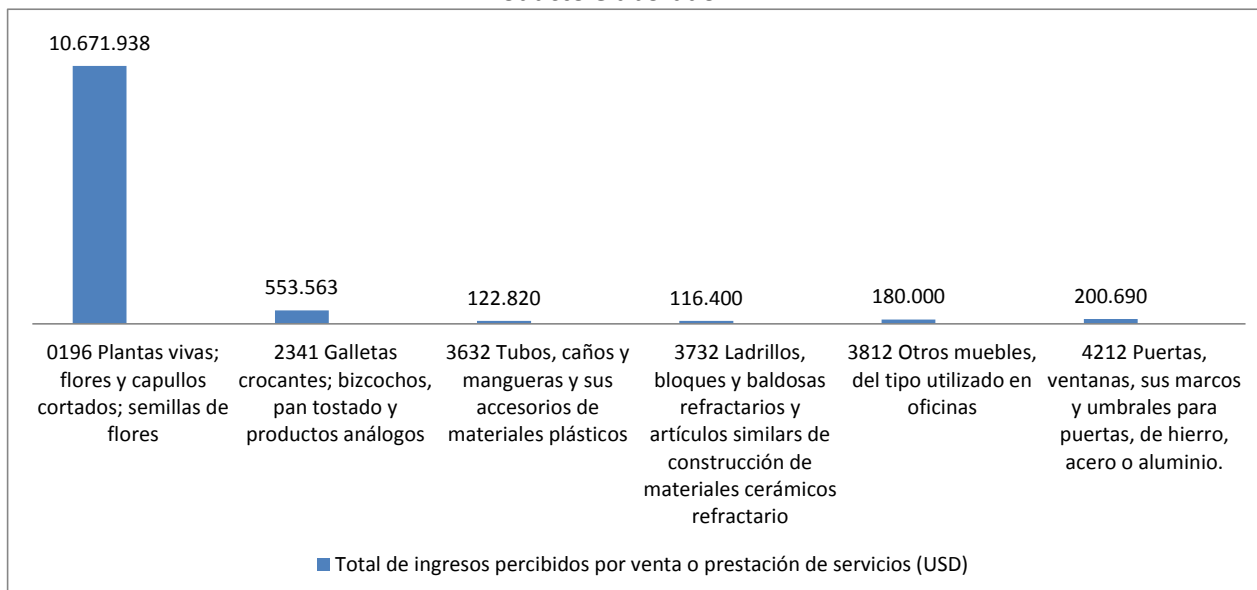 10.671.938
553.563
122.820
116.400
180.000
200.690
0196 Plantas vivas;
flores y capullos
cortados; semillas de
flores
2341 Galletas
crocantes; bizcochos,
pan tostado y
productos análogos
3632 Tubos, caños y
mangueras y sus
accesorios de
materiales plásticos
3732 Ladrillos,
bloques y baldosas
refractarios y
artículos similars de
construcción de
materiales cerámicos
refractario
3812 Otros muebles,
del tipo utilizado en
oficinas
4212 Puertas,
ventanas, sus marcos
y umbrales para
puertas, de hierro,
acero o aluminio.
Total de ingresos percibidos por venta o prestación de servicios (USD)